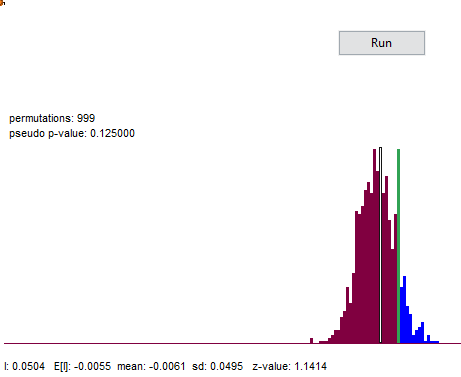 Run
permutations: 999
pseudo p-value: 0.125000
I: 0.0504 E[I]: -0.0055 mean: -0.0061 sd: 0.0495 z-value: 1.1414